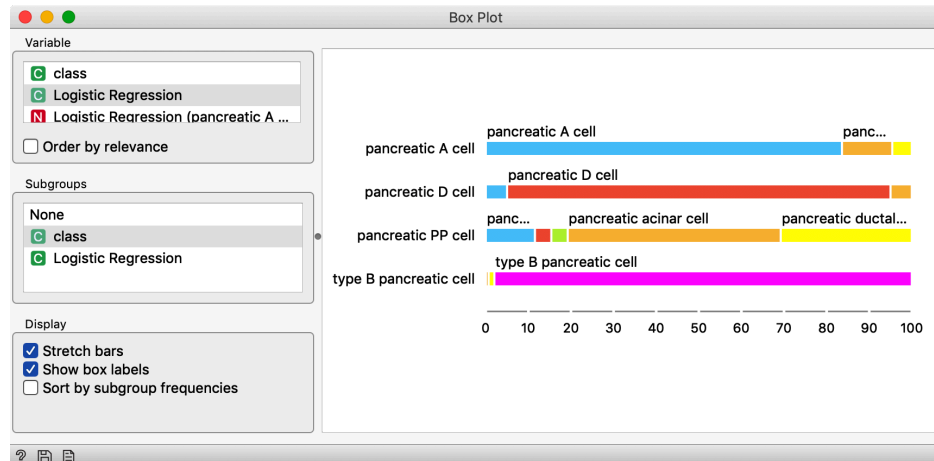 Box Plot
Variable
C class
C Logistic Regression
N Logistic Regression (pancreatic A ...
Order by relevance
Subgroups
None
C class
C Logistic Regression
Display
Stretch bars
Show box labels
Sort by subgroup frequencies
?
pancreatic A cell panc...
pancreatic A cell
pancreatic D cell
pancreatic D cell
panc... pancreatic acinar cell pancreatic ductal...
pancreatic PP cell
type B pancreatic cell
type B pancreatic cell
0 10 20 30 40 50 60 70 80 90 100